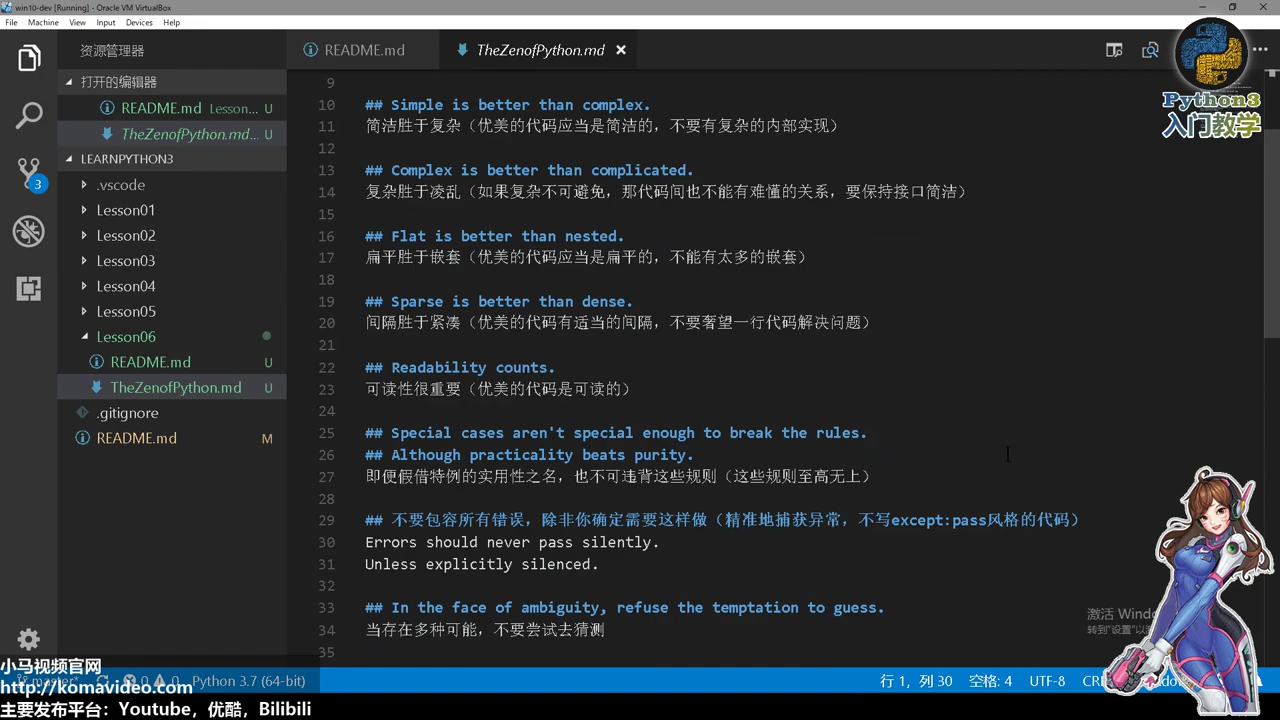 win10-dev [Running] - Oracle VM VirtualBox
File Machine View Input Devices Help
资源管理器
README.md
TheZenofPython.md
打开的编辑器
README.md Lesson... U
TheZenofPython.md... U
LEARNPYTHON3
.vscode
Lesson01
Lesson02
Lesson03
Lesson04
Lesson05
Lesson06
README.md U
TheZenofPython.md U
.gitignore
README.md M
3
9
10 ## Simple is better than complex.
11 简洁胜于复杂（优美的代码应当是简洁的，不要有复杂的内部实现）
12
13 ## Complex is better than complicated.
14 复杂胜于凌乱（如果复杂不可避免，那代码间也不能有难懂的关系，要保持接口简洁）
15
16 ## Flat is better than nested.
17 扁平胜于嵌套（优美的代码应当是扁平的，不能有太多的嵌套）
18
19 ## Sparse is better than dense.
20 间隔胜于紧凑（优美的代码有适当的间隔，不要奢望一行代码解决问题）
21
22 ## Readability counts.
23 可读性很重要（优美的代码是可读的）
24
25 ## Special cases aren't special enough to break the rules.
26 ## Although practicality beats purity.
27 即便假借特例的实用性之名，也不可违背这些规则（这些规则至高无上）
28
29 ## 不要包容所有错误，除非你确定需要这样做（精准地捕获异常，不写except:pass风格的代码）
30 Errors should never pass silently.
31 Unless explicitly silenced.
32
33 ## In the face of ambiguity, refuse the temptation to guess.
34 当存在多种可能，不要尝试去猜测
35
Python3
入门教学
激活 Windo
转到"设置"以
小马视频官网
http://komavideo.com
主要发布平台：Youtube，优酷，Bilibili
master* 0 0 Python 3.7 (64-bit)
行 1，列 30 空格: 4 UTF-8